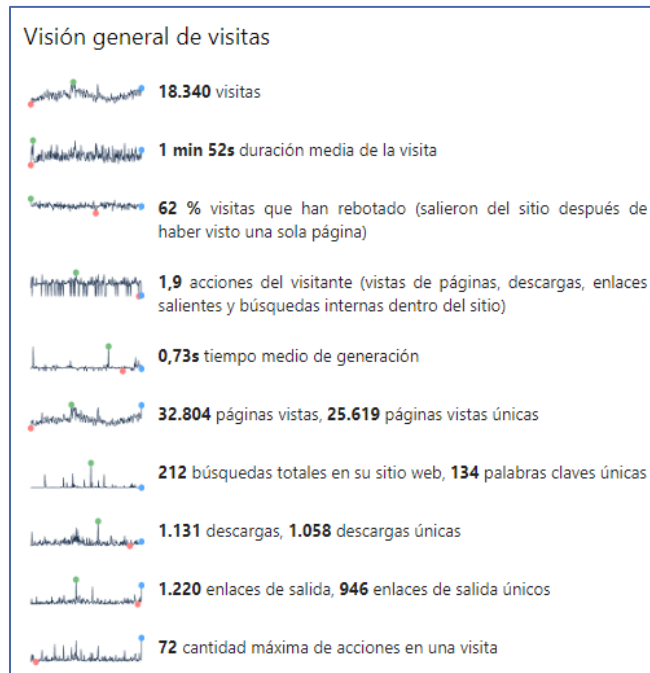 Visión general de visitas
18.340 visitas
1 min 52s duración media de la visita
62 % visitas que han rebotado (salieron del sitio después de
haber visto una sola página)
1,9 acciones del visitante (vistas de páginas, descargas, enlaces
salientes y búsquedas internas dentro del sitio)
0,73s tiempo medio de generación
32.804 páginas vistas, 25.619 páginas vistas únicas
212 búsquedas totales en su sitio web, 134 palabras claves únicas
1.131 descargas, 1.058 descargas únicas
1.220 enlaces de salida, 946 enlaces de salida únicos
72 cantidad máxima de acciones en una visita